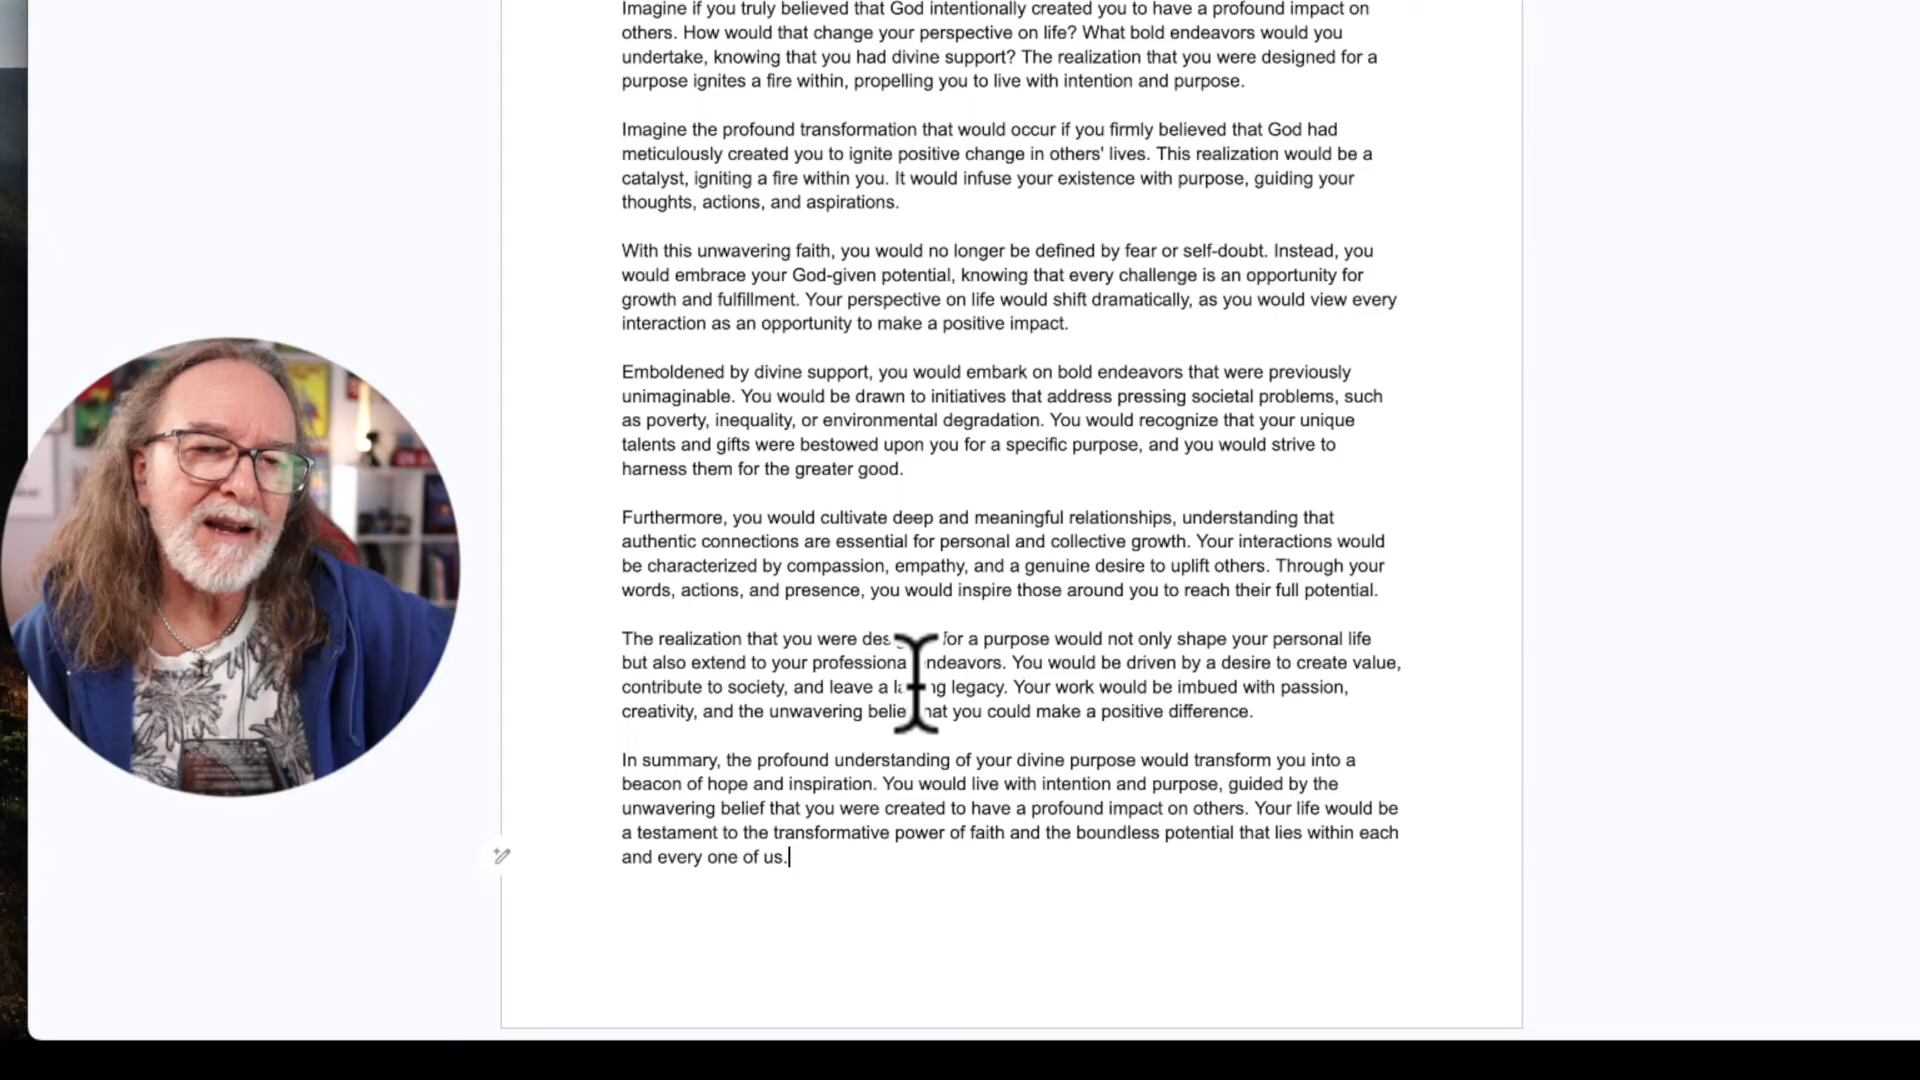 Imagine if you truly believed that God intentionally created you to have a profound impact on
others. How would that change your perspective on life? What bold endeavors would you
undertake, knowing that you had divine support? The realization that you were designed for a
purpose ignites a fire within, propelling you to live with intention and purpose.
Imagine the profound transformation that would occur if you firmly believed that God had
meticulously created you to ignite positive change in others' lives. This realization would be a
catalyst, igniting a fire within you. It would infuse your existence with purpose, guiding your
thoughts, actions, and aspirations.
With this unwavering faith, you would no longer be defined by fear or self-doubt. Instead, you
would embrace your God-given potential, knowing that every challenge is an opportunity for
growth and fulfillment. Your perspective on life would shift dramatically, as you would view every
interaction as an opportunity to make a positive impact.
Emboldened by divine support, you would embark on bold endeavors that were previously
unimaginable. You would be drawn to initiatives that address pressing societal problems, such
as poverty, inequality, or environmental degradation. You would recognize that your unique
talents and gifts were bestowed upon you for a specific purpose, and you would strive to
harness them for the greater good.
Furthermore, you would cultivate deep and meaningful relationships, understanding that
authentic connections are essential for personal and collective growth. Your interactions would
be characterized by compassion, empathy, and a genuine desire to uplift others. Through your
words, actions, and presence, you would inspire those around you to reach their full potential.
The realization that you were for a purpose would not only shape your personal life
but also extend to your professional endeavors. You would be driven by a desire to create value,
contribute to society, and leave a legacy. Your work would be imbued with passion,
creativity, and the unwavering belief that you could make a positive difference.
In summary, the profound understanding of your divine purpose would transform you into a
beacon of hope and inspiration. You would live with intention and purpose, guided by the
unwavering belief that you were created to have a profound impact on others. Your life would be
a testament to the transformative power of faith and the boundless potential that lies within each
and every one of us.